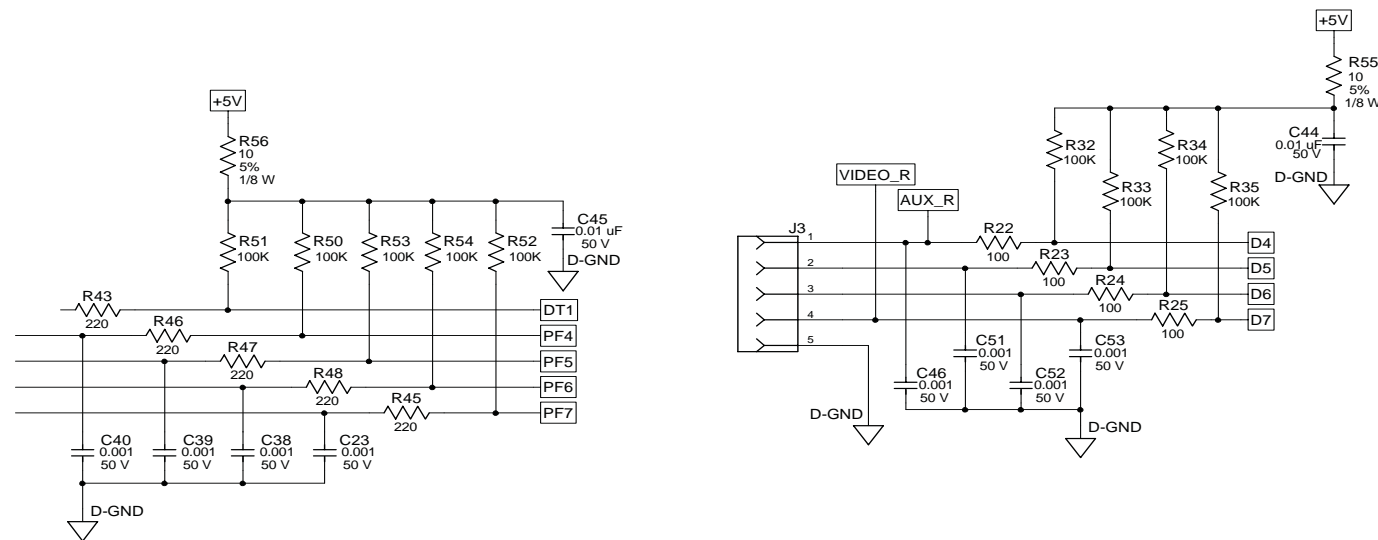 +5V
R56
10
5%
1/8 W
R51
100K
R50
100K
R53
100K
R54
100K
R52
100K
C45
0.01 uF
50 V
D-GND
R43
220
DT1
R46
220
PF4
R47
220
PF5
R48
220
PF6
R45
220
PF7
C40
0.001
50 V
C39
0.001
50 V
C38
0.001
50 V
C23
0.001
50 V
D-GND
+5V
R55
10
5%
1/8 W
C44
0.01 uF
50 V
D-GND
R32
100K
R34
100K
R33
100K
R35
100K
VIDEO_R
AUX_R
J3
1
2
3
4
5
R22
100
D4
R23
100
D5
R24
100
D6
R25
100
D7
C46
0.001
50 V
C51
0.001
50 V
C52
0.001
50 V
C53
0.001
50 V
D-GND
D-GND